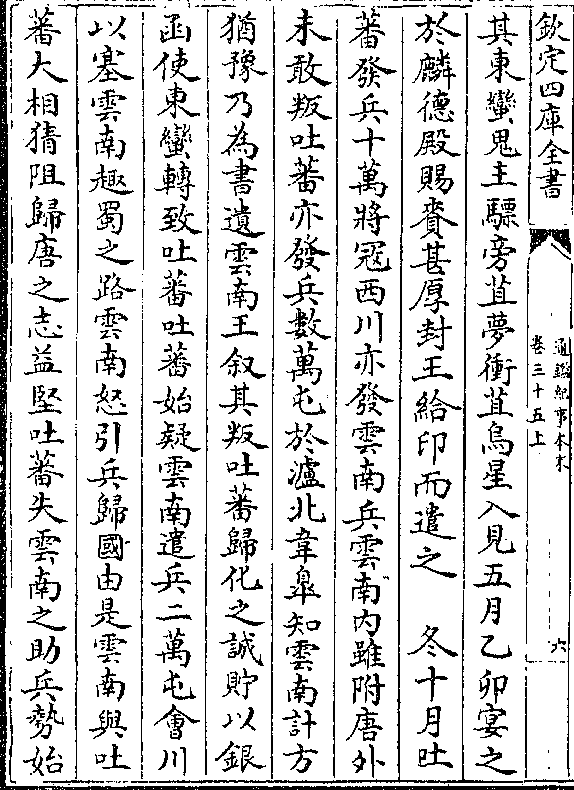 欽定四庫全書
通鑑紀事本末
卷三十五上
六
其東蠻鬼主驃旁苴夢衝苴烏星入見五月乙卯宴之
於麟德殿賜賚甚厚封王給印而遣之　冬十月吐
蕃發兵十萬將冦西川亦發雲南兵雲南内雖附唐外
未敢叛吐蕃亦發兵數萬屯於瀘北韋臯知雲南計方
猶豫乃為書遺雲南王叙其叛吐蕃歸化之誠貯以銀
函使東蠻轉致吐蕃吐蕃始疑雲南遣兵二萬屯會川
以塞雲南趣蜀之路雲南怒引兵歸國由是雲南與吐
蕃大相猜阻歸唐之志益堅吐蕃失雲南之助兵勢始